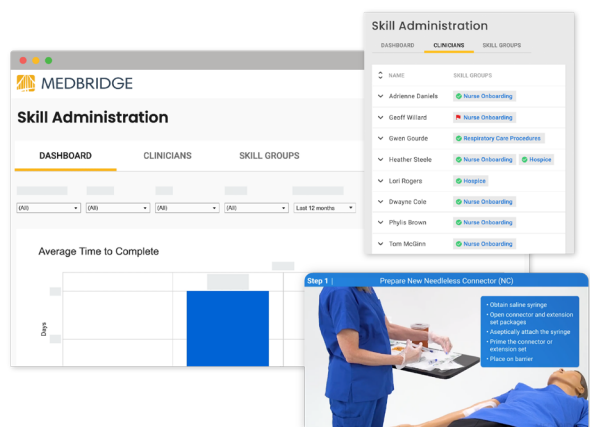 MEDBRIDGE
Skill Administration
DASHBOARD CLINICIANS SKILL GROUPS
(All) (All) (All) (All) Last 12 months
Average Time to Complete
Days
Skill Administration
DASHBOARD CLINICIANS SKILL GROUPS
NAME SKILL GROUPS
Adrienne Daniels Nurse Onboarding
Geoff Willard Nurse Onboarding
Gwen Gourde Respiratory Care Procedures
Heather Steele Nurse Onboarding Hospice
Lori Rogers Hospice
Dwayne Cole Nurse Onboarding
Phylis Brown Nurse Onboarding
Tom McGinn Nurse Onboarding
Step 1 | Prepare New Needleless Connector (NC)
• Obtain saline syringe
• Open connector and extension
set packages
• Aseptically attach the syringe
• Prime the connector or
extension set
• Place on barrier